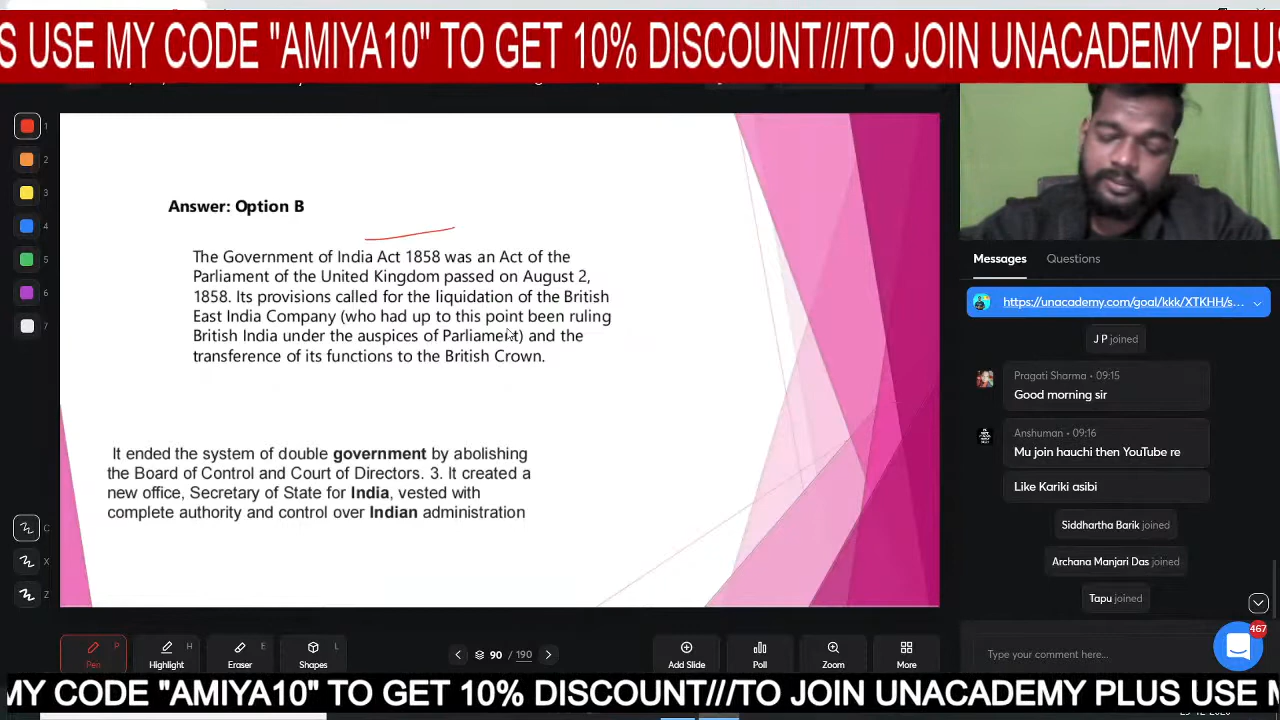 S USE MY CODE "AMIYA10" TO GET 10% DISCOUNT///TO JOIN UNACADEMY PLUS
1
2
3
4
5
6
7
C
X
Z
Answer: Option B
The Government of India Act 1858 was an Act of the
Parliament of the United Kingdom passed on August 2,
1858. Its provisions called for the liquidation of the British
East India Company (who had up to this point been ruling
British India under the auspices of Parliament) and the
transference of its functions to the British Crown.
It ended the system of double government by abolishing
the Board of Control and Court of Directors. 3. It created a
new office, Secretary of State for India, vested with
complete authority and control over Indian administration
Messages Questions
https://unacademy.com/goal/kkk/XTKHH/s...
J P joined
Pragati Sharma • 09:15
Good morning sir
Anshuman • 09:16
Mu join hauchi then YouTube re
Like Kariki asibi
Siddhartha Barik joined
Archana Manjari Das joined
Tapu joined
467
Type your comment here...
P Pen
H Highlight
E Eraser
L Shapes
90 / 190
Add Slide
Poll
Zoom
More
MY CODE "AMIYA10" TO GET 10% DISCOUNT///TO JOIN UNACADEMY PLUS USE M